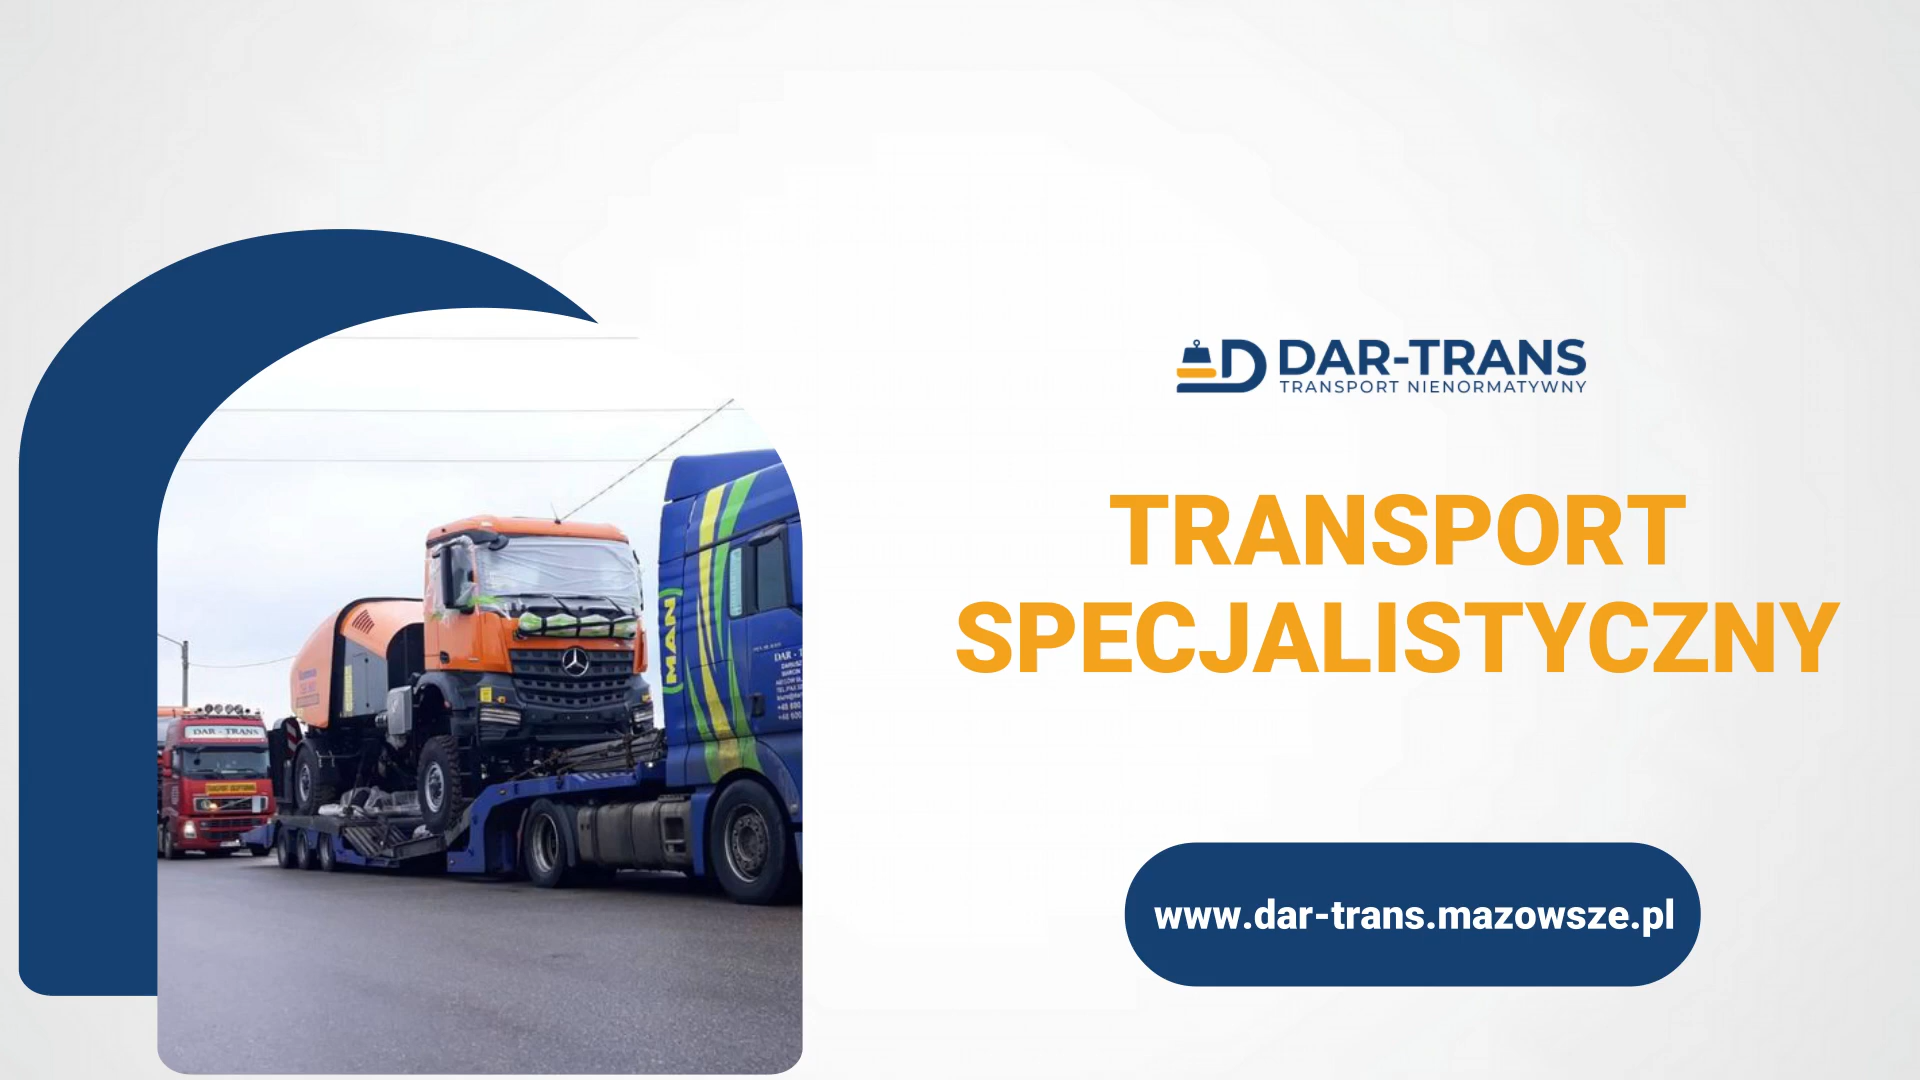 DAR-TRANS
TRANSPORT NIENORMATYWNY
TRANSPORT
SPECJALISTYCZNY
www.dar-trans.mazowsze.pl
MAN
DAR - TRANS